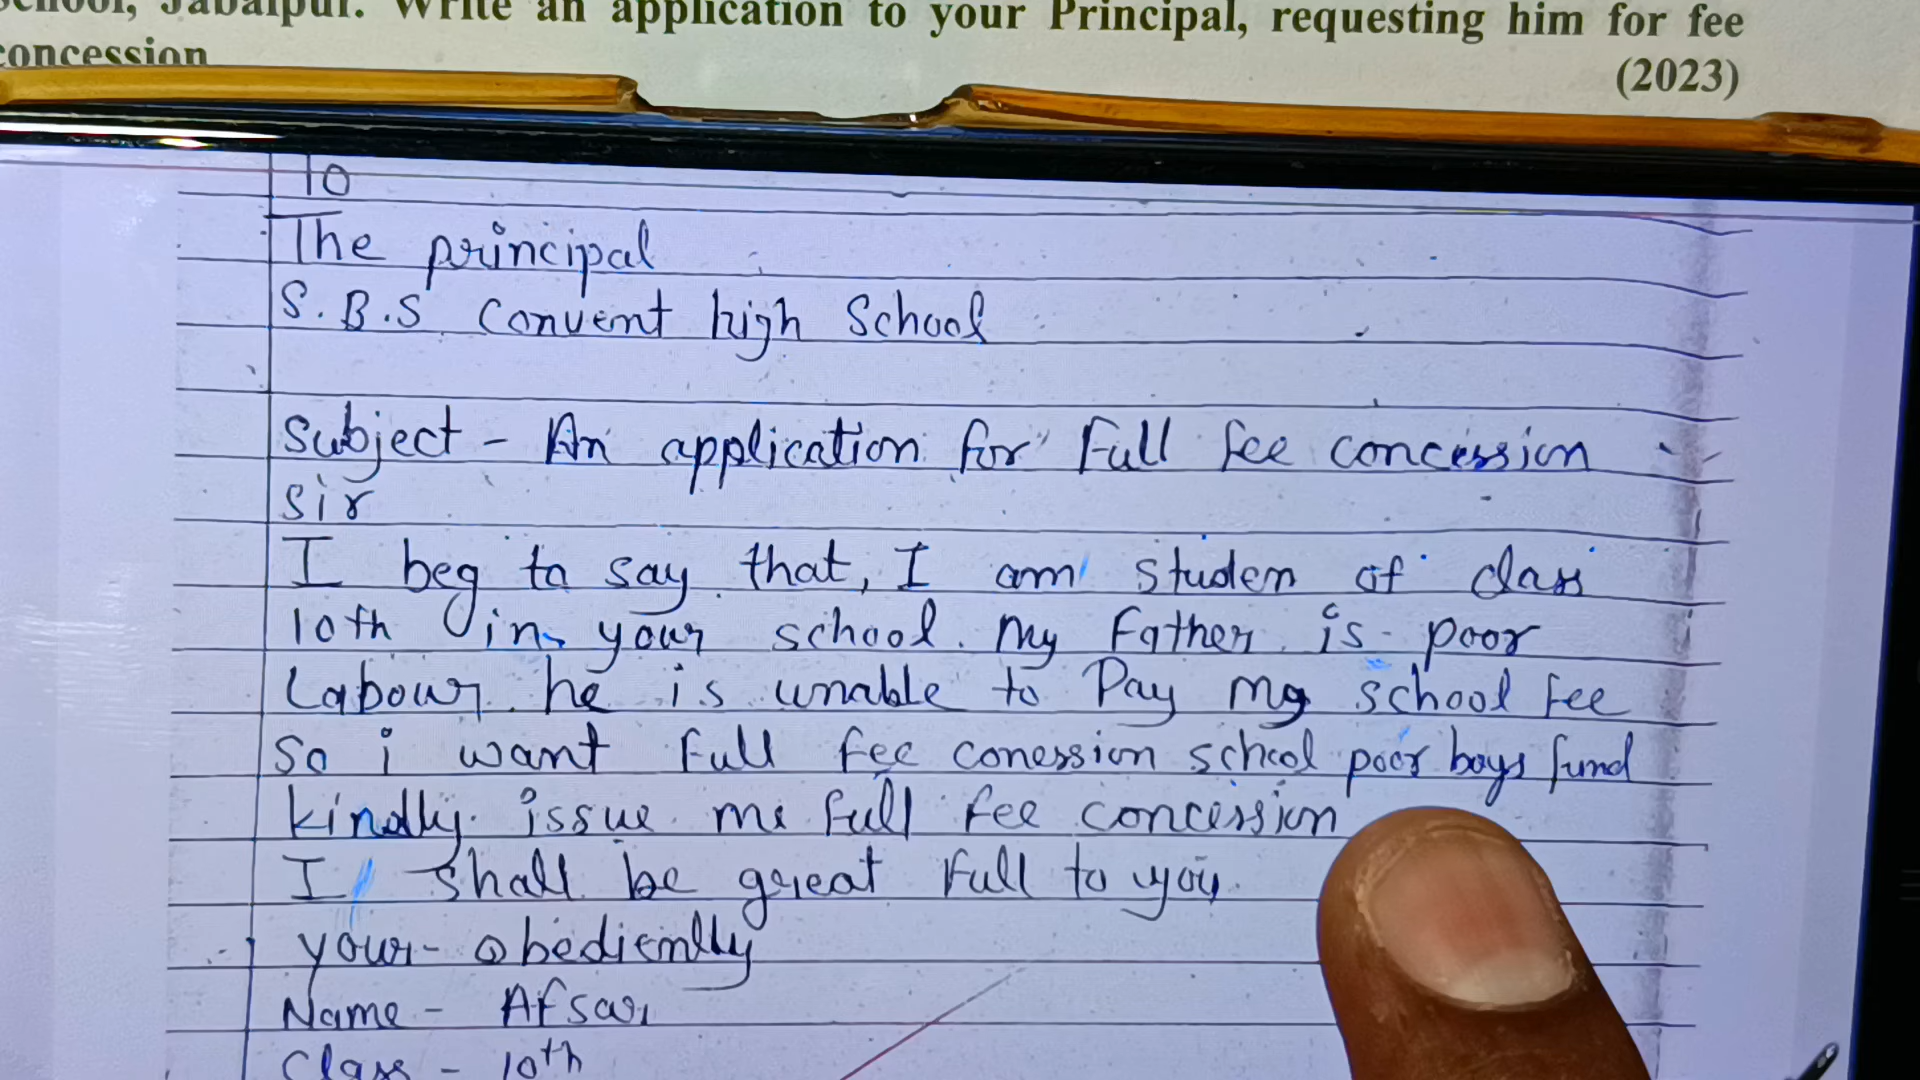 School, Jabalpur. Write an application to your Principal, requesting him for fee
concession
(2023)
To
The principal
S.B.S. Convent high School
Subject - An application for Full fee concession
Sir
I beg to say that, I am studen of class
10th in your school. My Father is poor
Labour he is unable to Pay my school fee
So i want Full fee conession school poor boys fund
kindly issue me full fee concession
I shall be great Full to you
your - obediently
Name - Afsar
Class - 10th